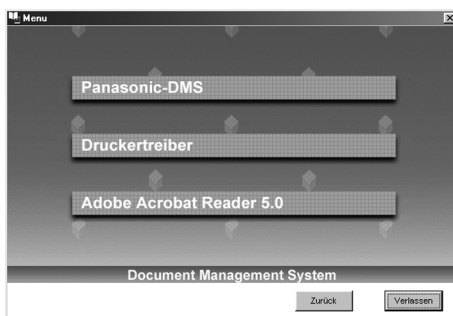 Menu
Panasonic-DMS
Druckertreiber
Adobe Acrobat Reader 5.0
Document Management System
Zurück
Verlassen